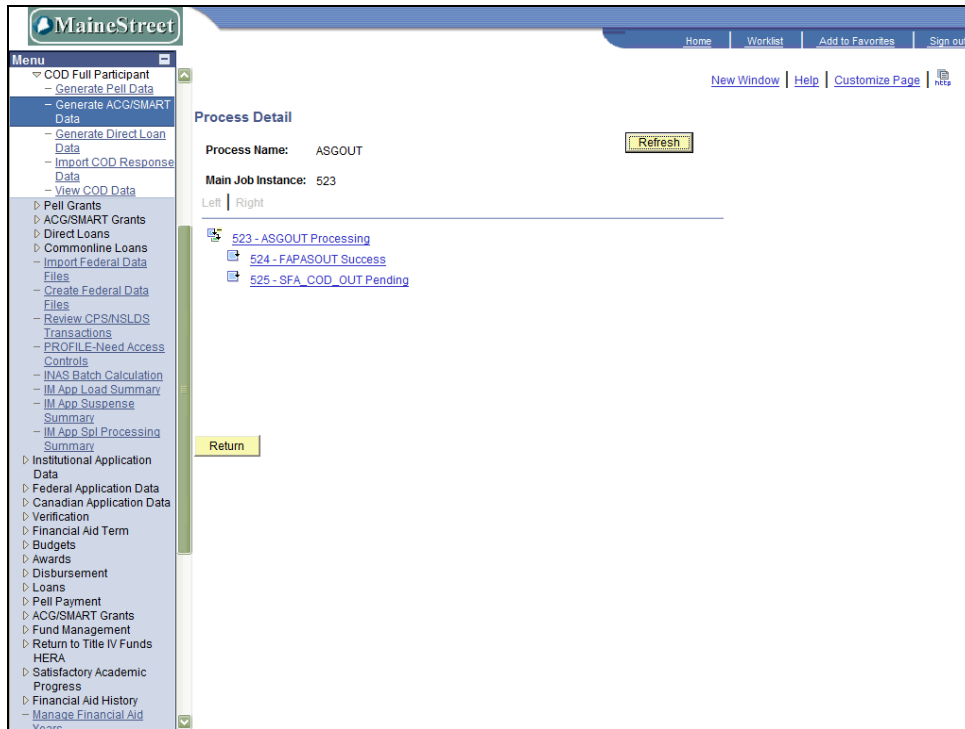 MaineStreet
Home
Worklist
Add to Favorites
Sign out
Menu
COD Full Participant
Generate Pell Data
Generate ACG/SMART
Data
Generate Direct Loan
Data
Import COD Response
Data
View COD Data
Pell Grants
ACG/SMART Grants
Direct Loans
Commonline Loans
Import Federal Data
Files
Create Federal Data
Files
Review CPS/NSLDS
Transactions
PROFILE-Need Access
Controls
INAS Batch Calculation
IM App Load Summary
IM App Suspense
Summary
IM App Spl Processing
Summary
Institutional Application
Data
Federal Application Data
Canadian Application Data
Verification
Financial Aid Term
Budgets
Awards
Disbursement
Loans
Pell Payment
ACG/SMART Grants
Fund Management
Return to Title IV Funds
HERA
Satisfactory Academic
Progress
Financial Aid History
Manage Financial Aid
Years
New Window | Help | Customize Page |
http
Process Detail
Process Name: ASGOUT
Refresh
Main Job Instance: 523
Left | Right
523 - ASGOUT Processing
524 - FAPASOUT Success
525 - SFA_COD_OUT Pending
Return